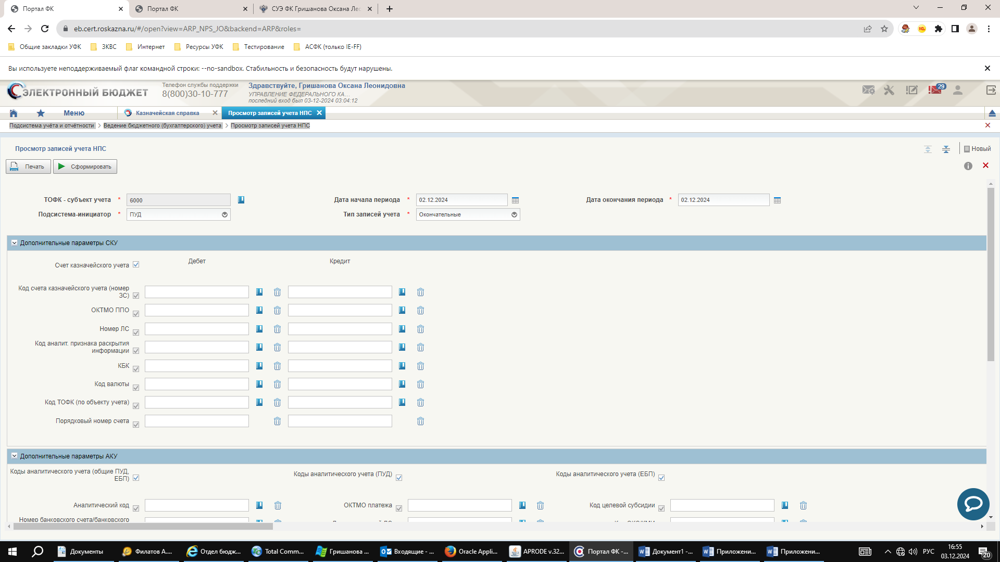 Портал ФК
Портал ФК
СУЭ ФК Гришанова Оксана Лео
eb.cert.roskazna.ru/#/open?view=ARP_NPS_JO&backend=ARP&roles=
Общие закладки УФК ЗКВС Интернет Ресурсы УФК Тестирование АСФК (только IE-FF)
Вы используете неподдерживаемый флаг командной строки: --no-sandbox. Стабильность и безопасность будут нарушены.
ЭЛЕКТРОННЫЙ БЮДЖЕТ
Телефон службы поддержки
8(800)30-10-777
Здравствуйте, Гришанова Оксана Леонидовна
УПРАВЛЕНИЕ ФЕДЕРАЛЬНОГО КА...
последний вход был 03-12-2024 03:04:12
29
Меню Казначейская справка Просмотр записей учета НПС
Подсистема учёта и отчётности > Ведение бюджетного (бухгалтерского) учета > Просмотр записей учета НПС
Просмотр записей учета НПС
Новый
Печать Сформировать
ТОФК - субъект учета * 6000 Дата начала периода * 02.12.2024 Дата окончания периода * 02.12.2024
Подсистема-инициатор * ПУД Тип записей учета * Окончательные
Дополнительные параметры СКУ
Счет казначейского учета Дебет Кредит
Код счета казначейского учета (номер
ЗС)
ОКТМО ППО
Номер ЛС
Код аналит. признака раскрытия
информации
КБК
Код валюты
Код ТОФК (по объекту учета)
Порядковый номер счета
Дополнительные параметры АКУ
Коды аналитического учета (общие ПУД,
ЕБП)
Коды аналитического учета (ПУД)
Коды аналитического учета (ЕБП)
Аналитический код ОКТМО платежа Код целевой субсидии
Номер банковского счета/банковского
Документы Филатов А.... Отдел бюдж... Total Comm... Гришанова ... Входящие - ... Oracle Appli... APRODE v.32... Портал ФК -... Документ1 -... Приложени... Приложени...
РУС
16:55
03.12.2024
20